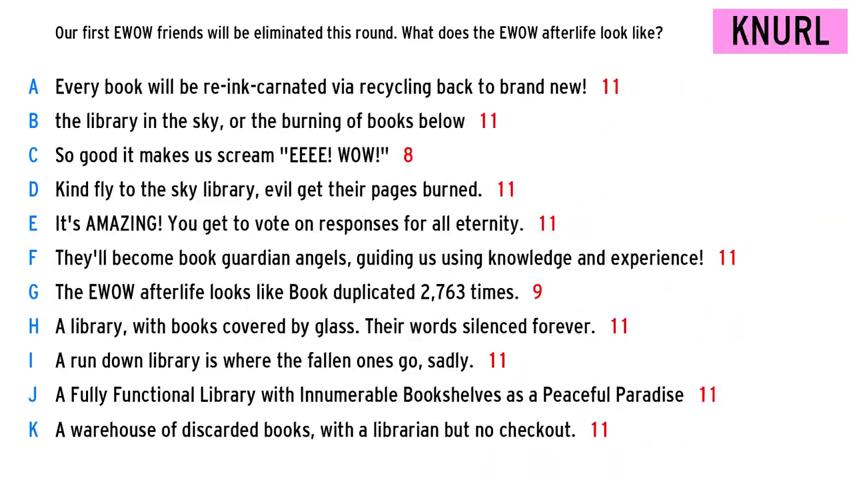 Our first EWOW friends will be eliminated this round. What does the EWOW afterlife look like?
KNURL
A Every book will be re-ink-carnated via recycling back to brand new! 11
B the library in the sky, or the burning of books below 11
C So good it makes us scream "EEEE! WOW!" 8
D Kind fly to the sky library, evil get their pages burned. 11
E It's AMAZING! You get to vote on responses for all eternity. 11
F They'll become book guardian angels, guiding us using knowledge and experience! 11
G The EWOW afterlife looks like Book duplicated 2,763 times. 9
H A library, with books covered by glass. Their words silenced forever. 11
I A run down library is where the fallen ones go, sadly. 11
J A Fully Functional Library with Innumerable Bookshelves as a Peaceful Paradise 11
K A warehouse of discarded books, with a librarian but no checkout. 11